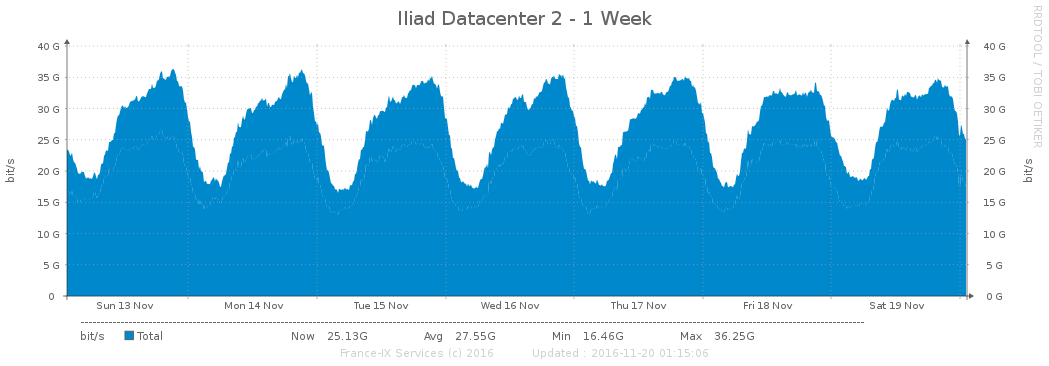 Iliad Datacenter 2 - 1 Week
RRDTOOL / TOBI OETIKER
40 G 40 G
35 G 35 G
30 G 30 G
25 G 25 G
20 G 20 G
15 G 15 G
10 G 10 G
5 G 5 G
0 0 G
bit/s bit/s
Sun 13 Nov Mon 14 Nov Tue 15 Nov Wed 16 Nov Thu 17 Nov Fri 18 Nov Sat 19 Nov
bit/s Total Now 25.13G Avg 27.55G Min 16.46G Max 36.25G
France-IX Services (c) 2016 Updated : 2016-11-20 01:15:06